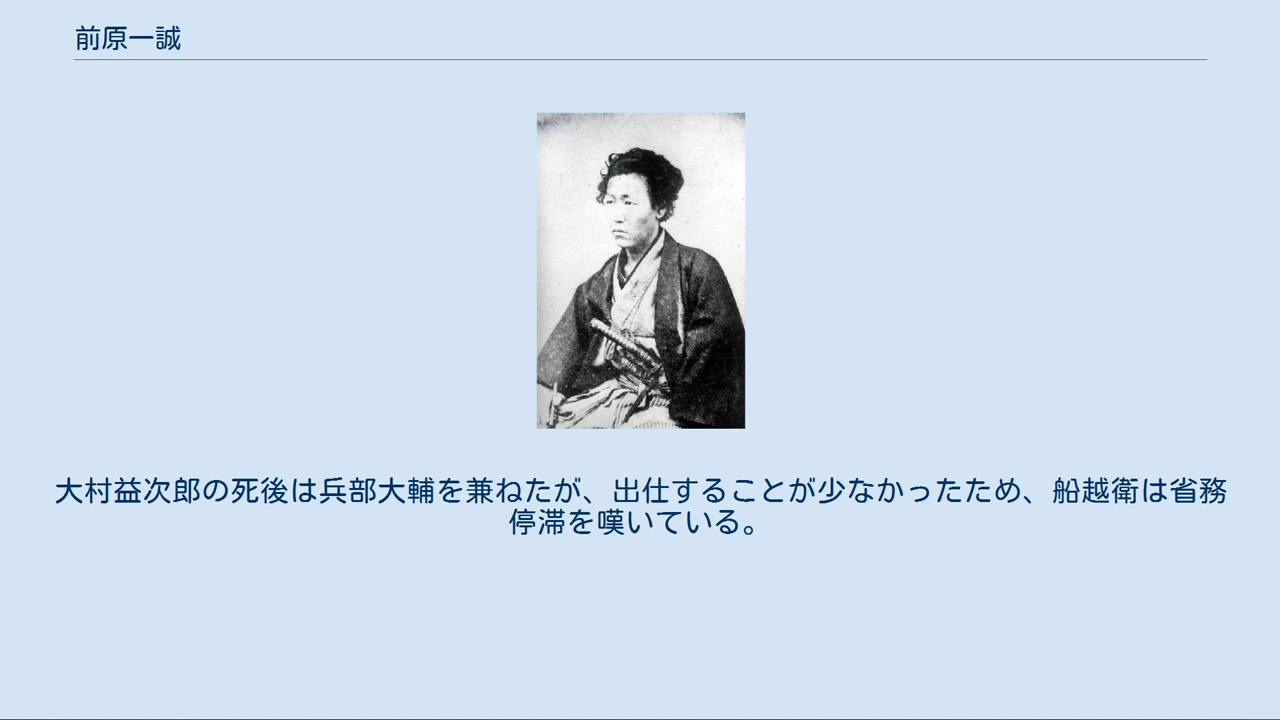 前原一誠
大村益次郎の死後は兵部大輔を兼ねたが、出仕することが少なかったため、船越衛は省務
停滞を嘆いている。